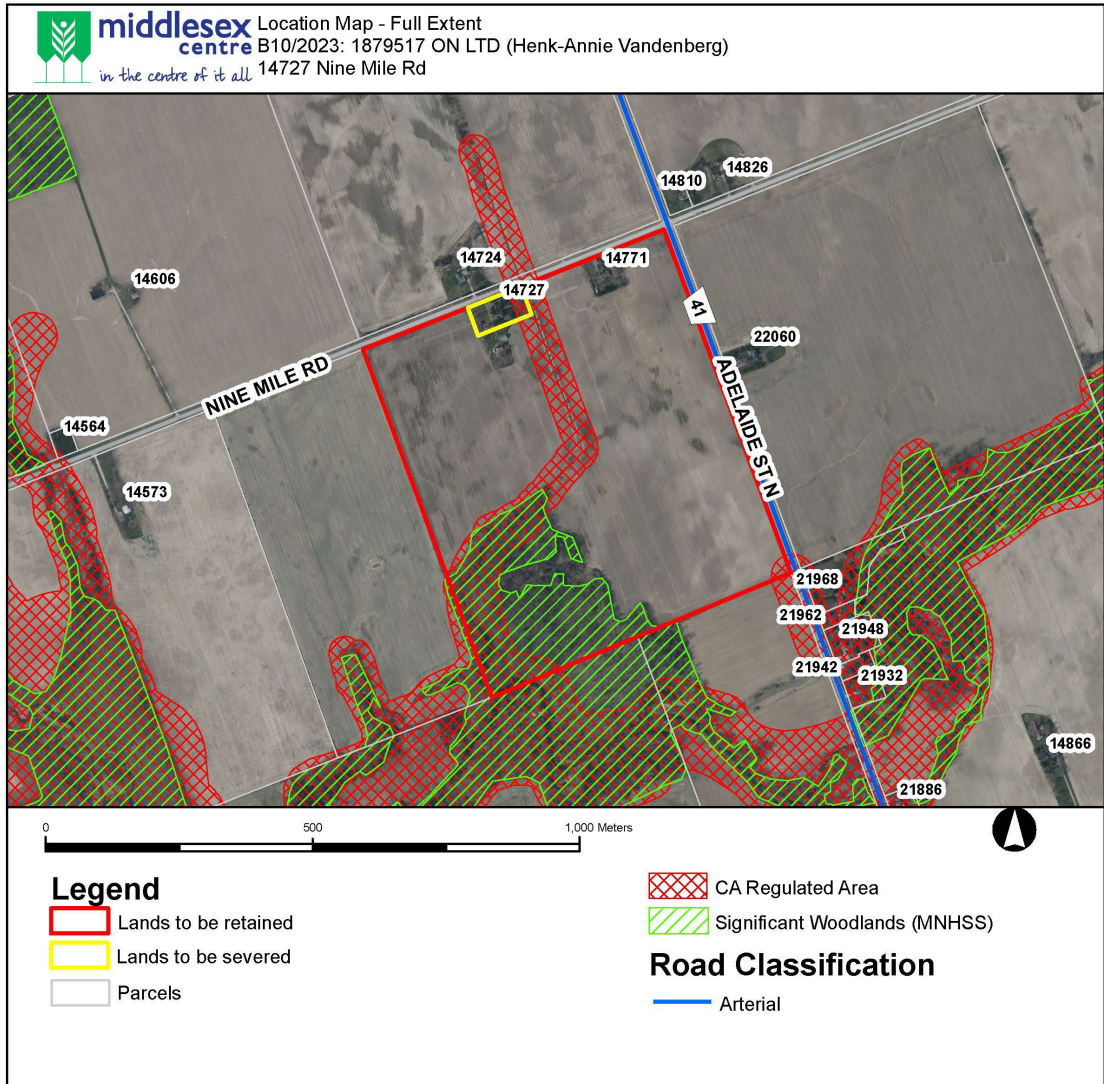 middlesex
centre
in the centre of it all
Location Map - Full Extent
B10/2023: 1879517 ON LTD (Henk-Annie Vandenberg)
14727 Nine Mile Rd
14826
14810
14724
14771
14727
14606
41
22060
NINE MILE RD
ADELAIDE ST N
14564
14573
21968
21962
21948
21942
21932
14866
21886
0 500 1,000 Meters
Legend
Lands to be retained
Lands to be severed
Parcels
CA Regulated Area
Significant Woodlands (MNHSS)
Road Classification
Arterial